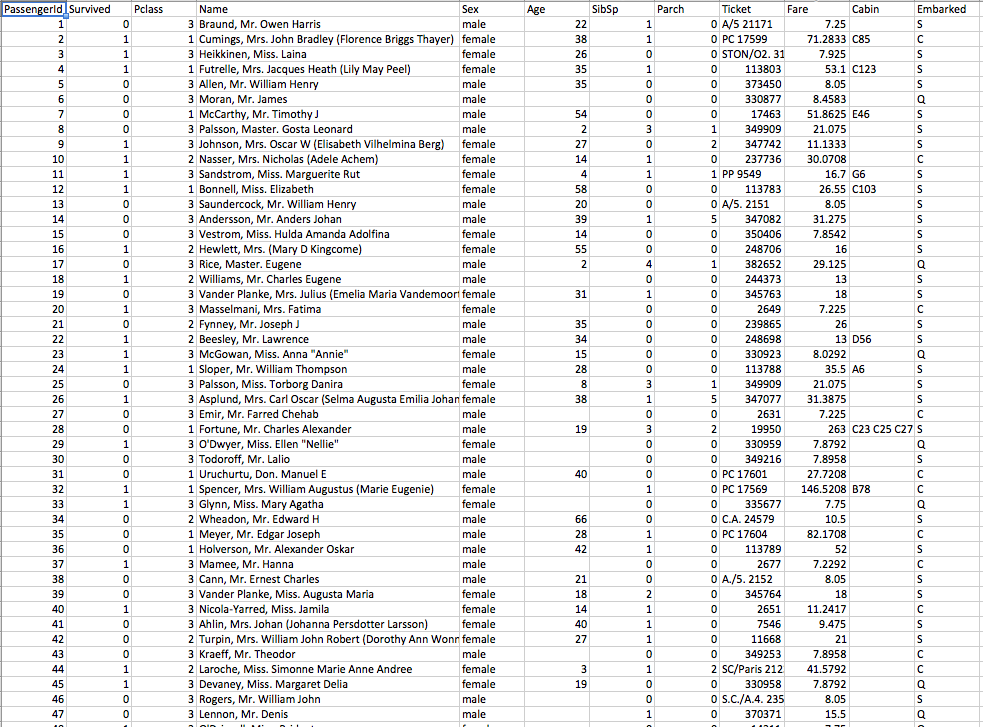 PassengerId Survived Pclass Name Sex Age SibSp Parch Ticket Fare Cabin Embarked
1 0 3 Braund, Mr. Owen Harris male 22 1 0 A/5 21171 7.25 S
2 1 1 Cumings, Mrs. John Bradley (Florence Briggs Thayer) female 38 1 0 PC 17599 71.2833 C85 C
3 1 3 Heikkinen, Miss. Laina female 26 0 0 STON/O2. 31 7.925 S
4 1 1 Futrelle, Mrs. Jacques Heath (Lily May Peel) female 35 1 0 113803 53.1 C123 S
5 0 3 Allen, Mr. William Henry male 35 0 0 373450 8.05 S
6 0 3 Moran, Mr. James male 0 0 330877 8.4583 Q
7 0 1 McCarthy, Mr. Timothy J male 54 0 0 17463 51.8625 E46 S
8 0 3 Palsson, Master. Gosta Leonard male 2 3 1 349909 21.075 S
9 1 3 Johnson, Mrs. Oscar W (Elisabeth Vilhelmina Berg) female 27 0 2 347742 11.1333 S
10 1 2 Nasser, Mrs. Nicholas (Adele Achem) female 14 1 0 237736 30.0708 C
11 1 3 Sandstrom, Miss. Marguerite Rut female 4 1 1 PP 9549 16.7 G6 S
12 1 1 Bonnell, Miss. Elizabeth female 58 0 0 113783 26.55 C103 S
13 0 3 Saundercock, Mr. William Henry male 20 0 0 A/5. 2151 8.05 S
14 0 3 Andersson, Mr. Anders Johan male 39 1 5 347082 31.275 S
15 0 3 Vestrom, Miss. Hulda Amanda Adolfina female 14 0 0 350406 7.8542 S
16 1 2 Hewlett, Mrs. (Mary D Kingcome) female 55 0 0 248706 16 S
17 0 3 Rice, Master. Eugene male 2 4 1 382652 29.125 Q
18 1 2 Williams, Mr. Charles Eugene male 0 0 244373 13 S
19 0 3 Vander Planke, Mrs. Julius (Emelia Maria Vandemoort female 31 1 0 345763 18 S
20 1 3 Masselmani, Mrs. Fatima female 0 0 2649 7.225 C
21 0 2 Fynney, Mr. Joseph J male 35 0 0 239865 26 S
22 1 2 Beesley, Mr. Lawrence male 34 0 0 248698 13 D56 S
23 1 3 McGowan, Miss. Anna "Annie" female 15 0 0 330923 8.0292 Q
24 1 1 Sloper, Mr. William Thompson male 28 0 0 113788 35.5 A6 S
25 0 3 Palsson, Miss. Torborg Danira female 8 3 1 349909 21.075 S
26 1 3 Asplund, Mrs. Carl Oscar (Selma Augusta Emilia Johan female 38 1 5 347077 31.3875 S
27 0 3 Emir, Mr. Farred Chehab male 0 0 2631 7.225 C
28 0 1 Fortune, Mr. Charles Alexander male 19 3 2 19950 263 C23 C25 C27 S
29 1 3 O'Dwyer, Miss. Ellen "Nellie" female 0 0 330959 7.8792 Q
30 0 3 Todoroff, Mr. Lalio male 0 0 349216 7.8958 S
31 0 1 Uruchurtu, Don. Manuel E male 40 0 0 PC 17601 27.7208 C
32 1 1 Spencer, Mrs. William Augustus (Marie Eugenie) female 1 0 PC 17569 146.5208 B78 C
33 1 3 Glynn, Miss. Mary Agatha female 0 0 335677 7.75 Q
34 0 2 Wheadon, Mr. Edward H male 66 0 0 C.A. 24579 10.5 S
35 0 1 Meyer, Mr. Edgar Joseph male 28 1 0 PC 17604 82.1708 C
36 0 1 Holverson, Mr. Alexander Oskar male 42 1 0 113789 52 S
37 1 3 Mamee, Mr. Hanna male 0 0 2677 7.2292 C
38 0 3 Cann, Mr. Ernest Charles male 21 0 0 A./5. 2152 8.05 S
39 0 3 Vander Planke, Miss. Augusta Maria female 18 2 0 345764 18 S
40 1 3 Nicola-Yarred, Miss. Jamila female 14 1 0 2651 11.2417 C
41 0 3 Ahlin, Mrs. Johan (Johanna Persdotter Larsson) female 40 1 0 7546 9.475 S
42 0 2 Turpin, Mrs. William John Robert (Dorothy Ann Wonn female 27 1 0 11668 21 S
43 0 3 Kraeff, Mr. Theodor male 0 0 349253 7.8958 C
44 1 2 Laroche, Miss. Simonne Marie Anne Andree female 3 1 2 SC/Paris 212 41.5792 C
45 1 3 Devaney, Miss. Margaret Delia female 19 0 0 330958 7.8792 Q
46 0 3 Rogers, Mr. William John male 0 0 S.C./A.4. 235 8.05 S
47 0 3 Lennon, Mr. Denis male 1 0 370371 15.5 Q